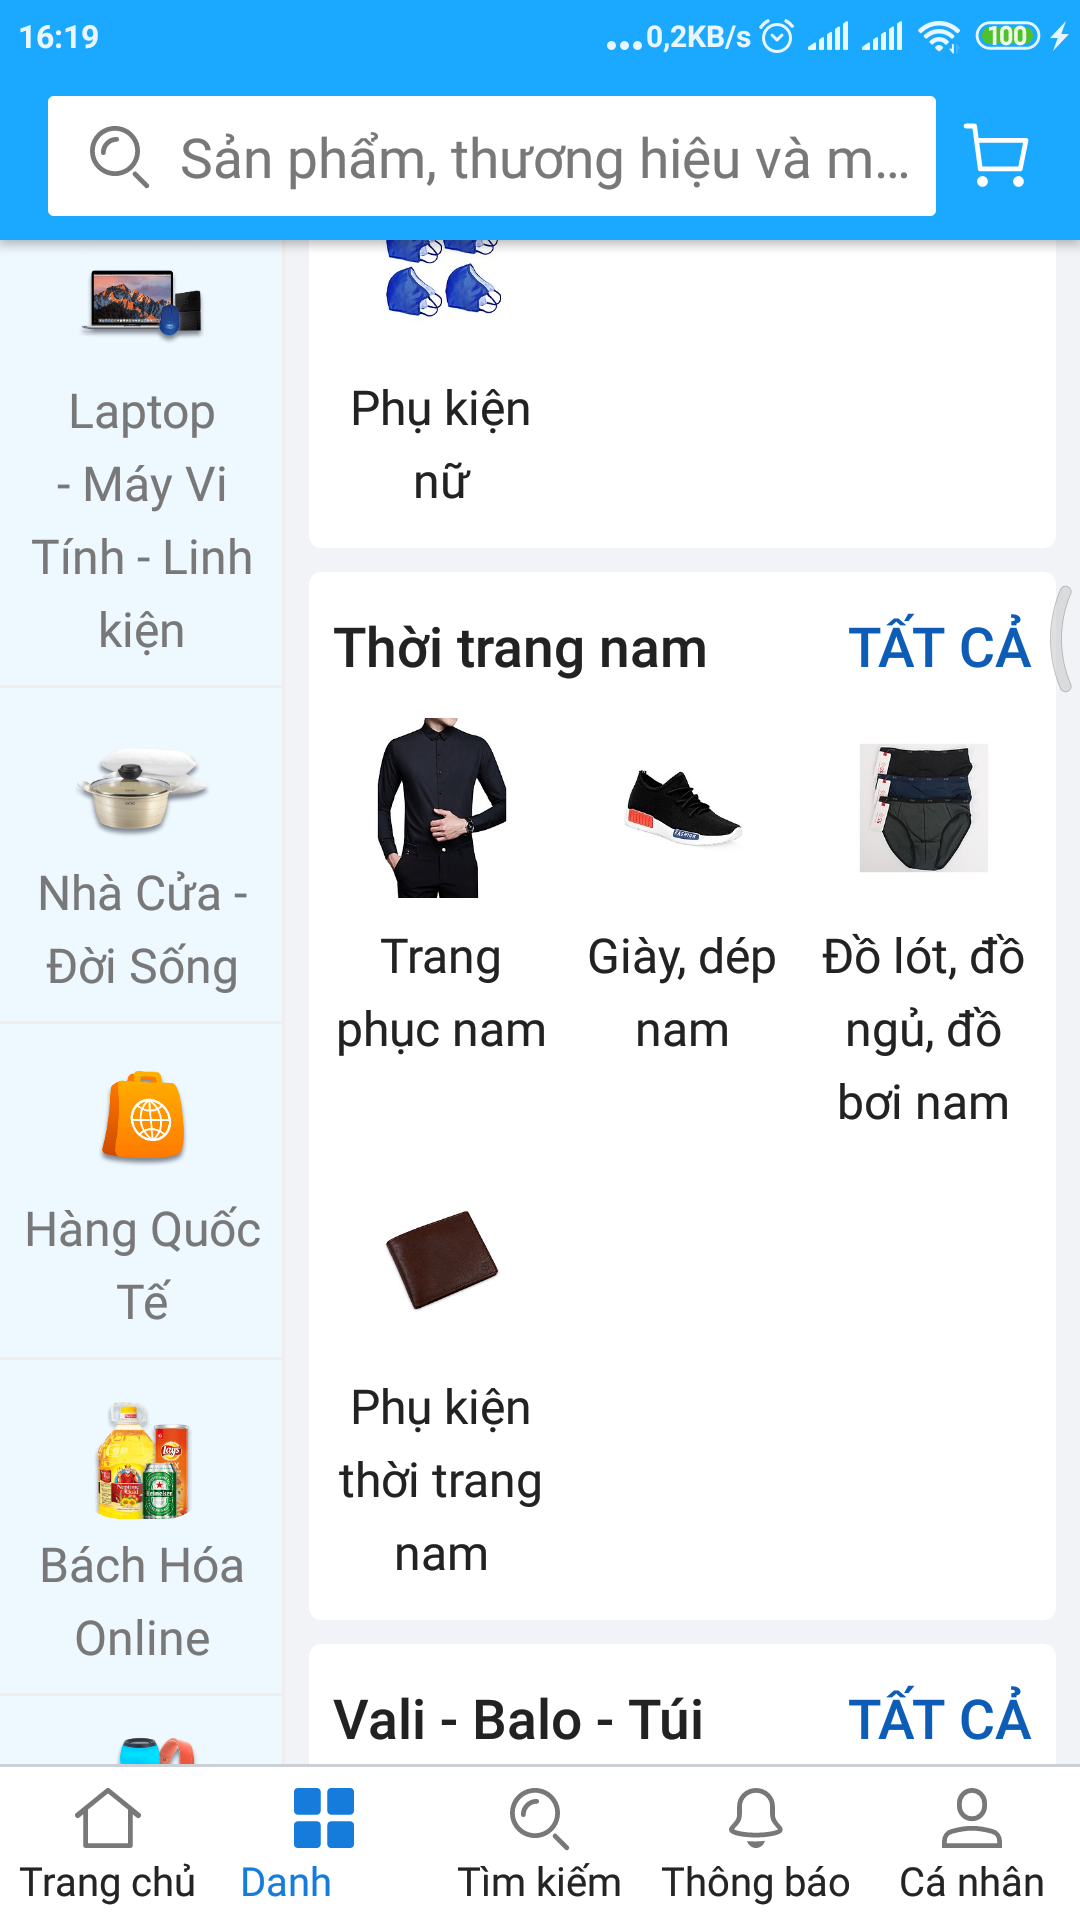 16:19
...0,2KB/s
100
Sản phẩm, thương hiệu và m...
Laptop
- Máy Vi
Tính - Linh
kiện
Nhà Cửa -
Đời Sống
Hàng Quốc
Tế
Bách Hóa
Online
Phụ kiện
nữ
Thời trang nam
TẤT CẢ
Trang
phục nam
Giày, dép
nam
Đồ lót, đồ
ngủ, đồ
bơi nam
Phụ kiện
thời trang
nam
Vali - Balo - Túi
TẤT CẢ
Trang chủ
Danh
Tìm kiếm
Thông báo
Cá nhân